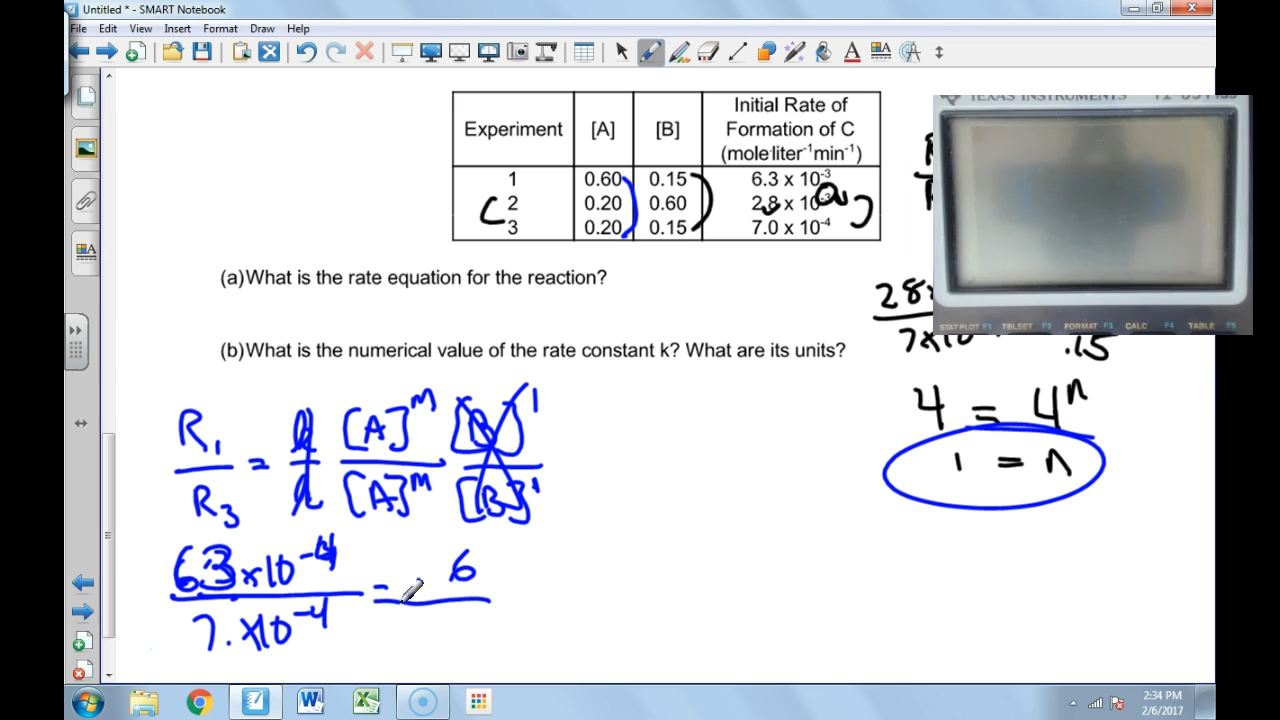 Untitled * - SMART Notebook
File Edit View Insert Format Draw Help
Experiment [A] [B] Initial Rate of Formation of C (mole·liter⁻¹min⁻¹)
1 0.60 0.15 6.3 x 10⁻³
2 0.20 0.60 2.8 x 10⁻³
3 0.20 0.15 7.0 x 10⁻⁴
TEXAS INSTRUMENTS
STAT PLOT F1 TBLSET F2 FORMAT F3 CALC F4 TABLE F5
(a) What is the rate equation for the reaction?
28
7x10
.15
(b) What is the numerical value of the rate constant k? What are its units?
4 = 4ⁿ
1 = n
R₁ / R₃ = k / k [A]ᵐ / [A]ᵐ [B]¹ / [B]¹
63 x 10⁻⁴ / 7. x 10⁻⁴ = . 6
2:34 PM
2/6/2017